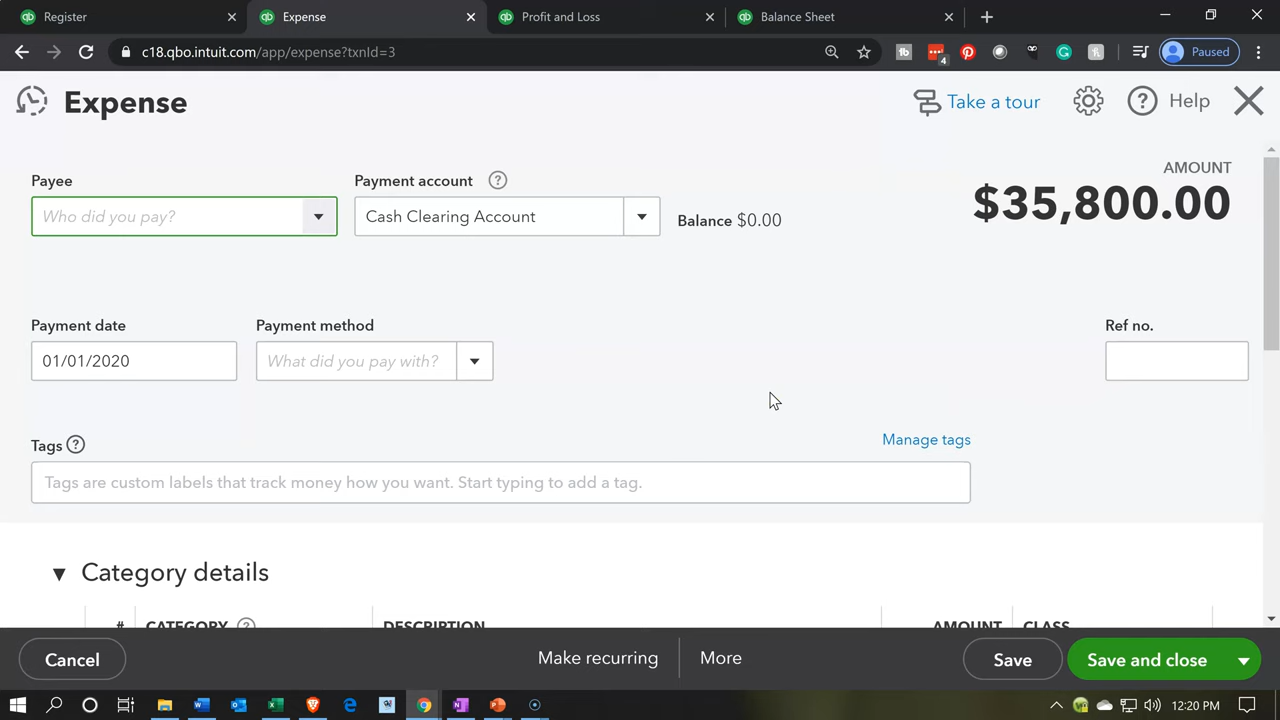 Register
Expense
Profit and Loss
Balance Sheet
c18.qbo.intuit.com/app/expense?txnId=3
Paused
Expense
Take a tour
Help
Payee
Payment account
AMOUNT
Who did you pay?
Cash Clearing Account
Balance $0.00
$35,800.00
Payment date
Payment method
Ref no.
01/01/2020
What did you pay with?
Tags
Manage tags
Tags are custom labels that track money how you want. Start typing to add a tag.
Category details
# CATEGORY DESCRIPTION AMOUNT CLASS
Cancel
Make recurring
More
Save
Save and close
12:20 PM